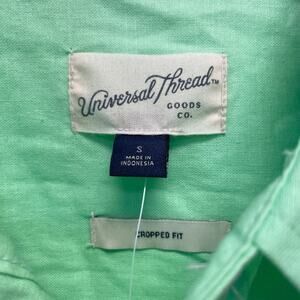 Universal Thread™
GOODS
CO.
S
MADE IN
INDONESIA
CROPPED FIT